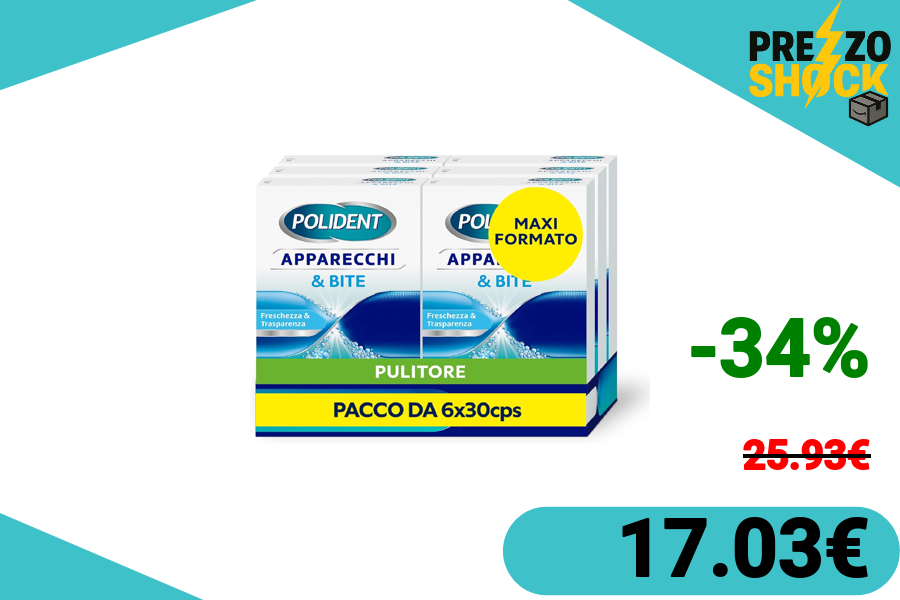 PREZZO
SHOCK
POLIDENT
APPARECCHI
& BITE
Freschezza &
Trasparenza
POLIDENT
APPARECCHI
& BITE
Freschezza &
Trasparenza
MAXI
FORMATO
PULITORE
PACCO DA 6x30cps
-34%
25.93€
17.03€